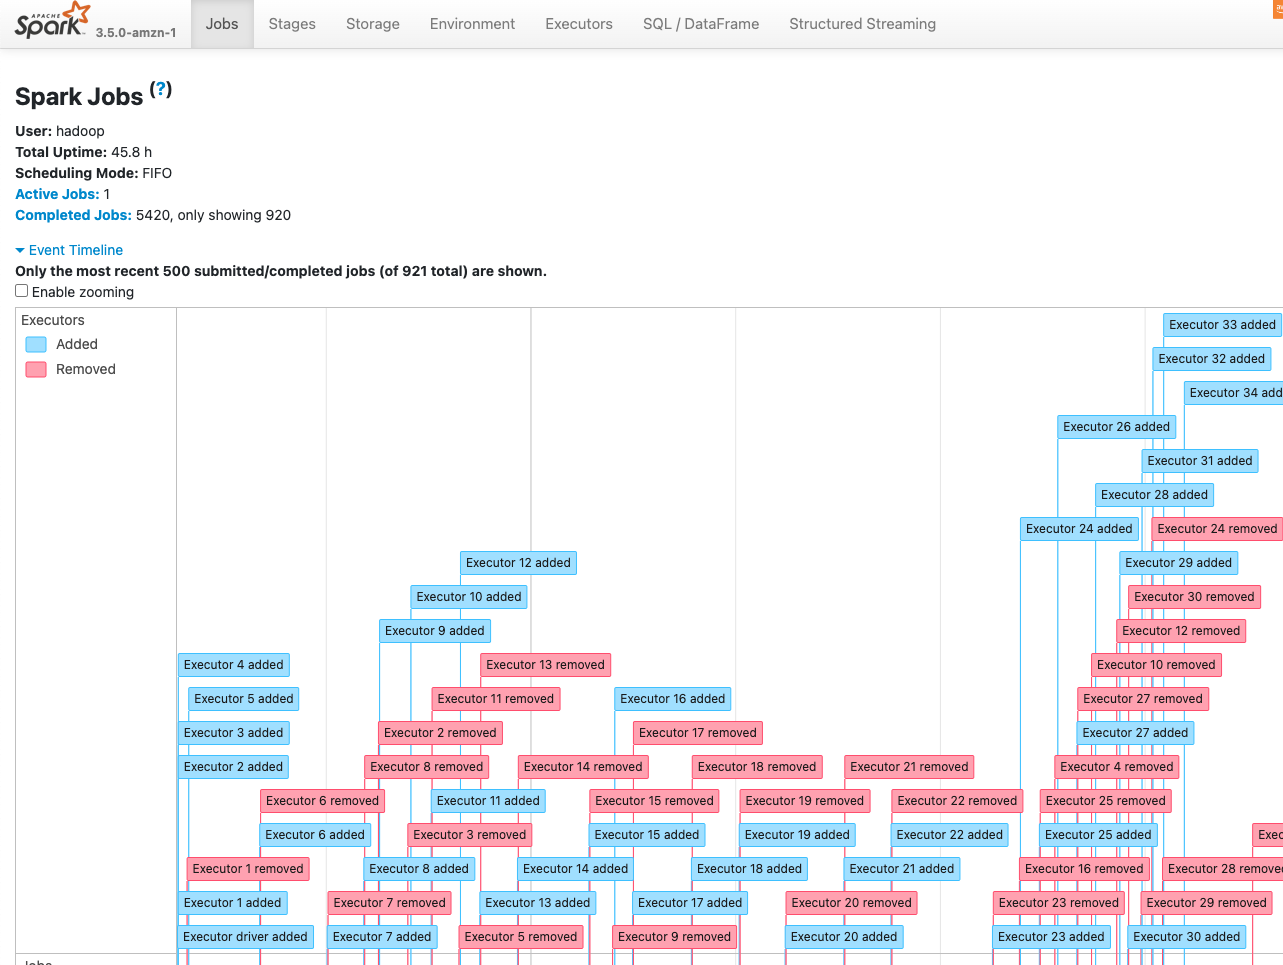 APACHE
Spark 3.5.0-amzn-1 Jobs Stages Storage Environment Executors SQL / DataFrame Structured Streaming
Spark Jobs (?)
User: hadoop
Total Uptime: 45.8 h
Scheduling Mode: FIFO
Active Jobs: 1
Completed Jobs: 5420, only showing 920
Event Timeline
Only the most recent 500 submitted/completed jobs (of 921 total) are shown.
Enable zooming
Executors
Added
Removed
Executor 33 added
Executor 32 added
Executor 34 add
Executor 26 added
Executor 31 added
Executor 28 added
Executor 24 added Executor 24 removed
Executor 12 added Executor 29 added
Executor 10 added Executor 30 removed
Executor 9 added Executor 12 removed
Executor 4 added Executor 13 removed Executor 10 removed
Executor 5 added Executor 11 removed Executor 16 added Executor 27 removed
Executor 3 added Executor 2 removed Executor 17 removed Executor 27 added
Executor 2 added Executor 8 removed Executor 14 removed Executor 18 removed Executor 21 removed Executor 4 removed
Executor 6 removed Executor 11 added Executor 15 removed Executor 19 removed Executor 22 removed Executor 25 removed
Executor 6 added Executor 3 removed Executor 15 added Executor 19 added Executor 22 added Executor 25 added Exec
Executor 1 removed Executor 8 added Executor 14 added Executor 18 added Executor 21 added Executor 16 removed Executor 28 remove
Executor 1 added Executor 7 removed Executor 13 added Executor 17 added Executor 20 removed Executor 23 removed Executor 29 removed
Executor driver added Executor 7 added Executor 5 removed Executor 9 removed Executor 20 added Executor 23 added Executor 30 added
Jobs